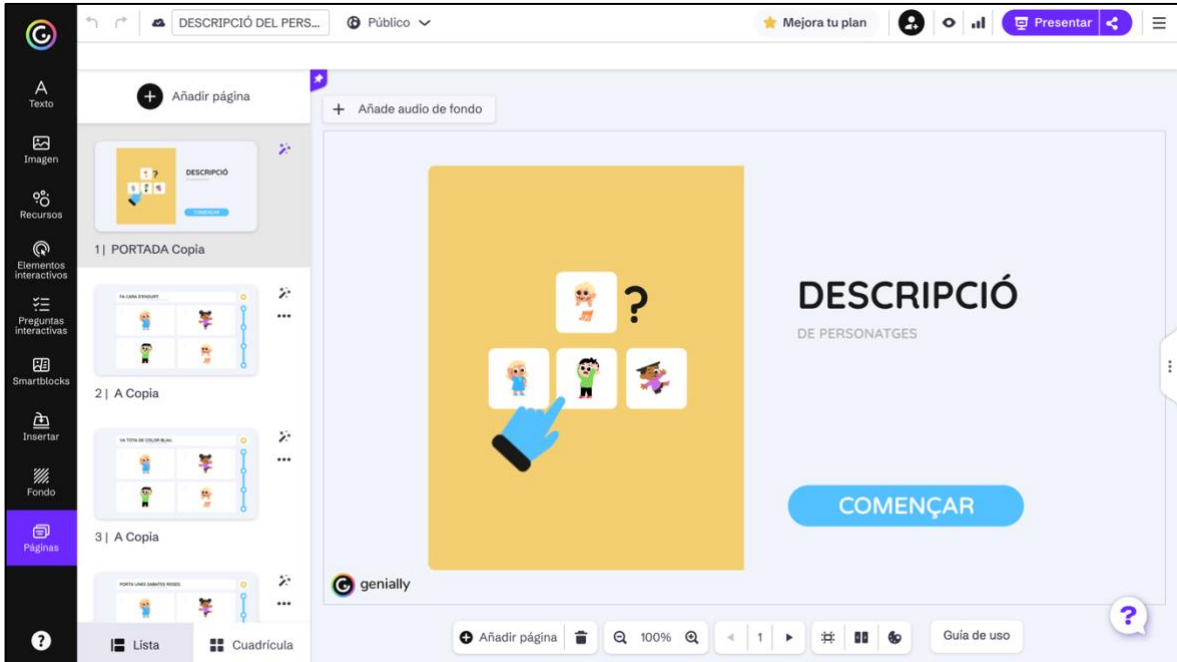 DESCRIPCIÓ DEL PERS...
Público
Mejora tu plan
Presentar
Texto
Imagen
Recursos
Elementos
interactivos
Preguntas
interactivas
Smartblocks
Insertar
Fondo
Páginas
?
Añadir página
?
DESCRIPCIÓ
COMENÇAR
1| PORTADA Copia
FA CARA D'ENFURIT
2| A Copia
VA TOTA DE COLOR BLAU.
3| A Copia
PORTA UNES SABATES ROSES.
Lista
Cuadrícula
+ Añade audio de fondo
?
DESCRIPCIÓ
DE PERSONATGES
COMENÇAR
genially
Añadir página
100%
1
Guía de uso
?